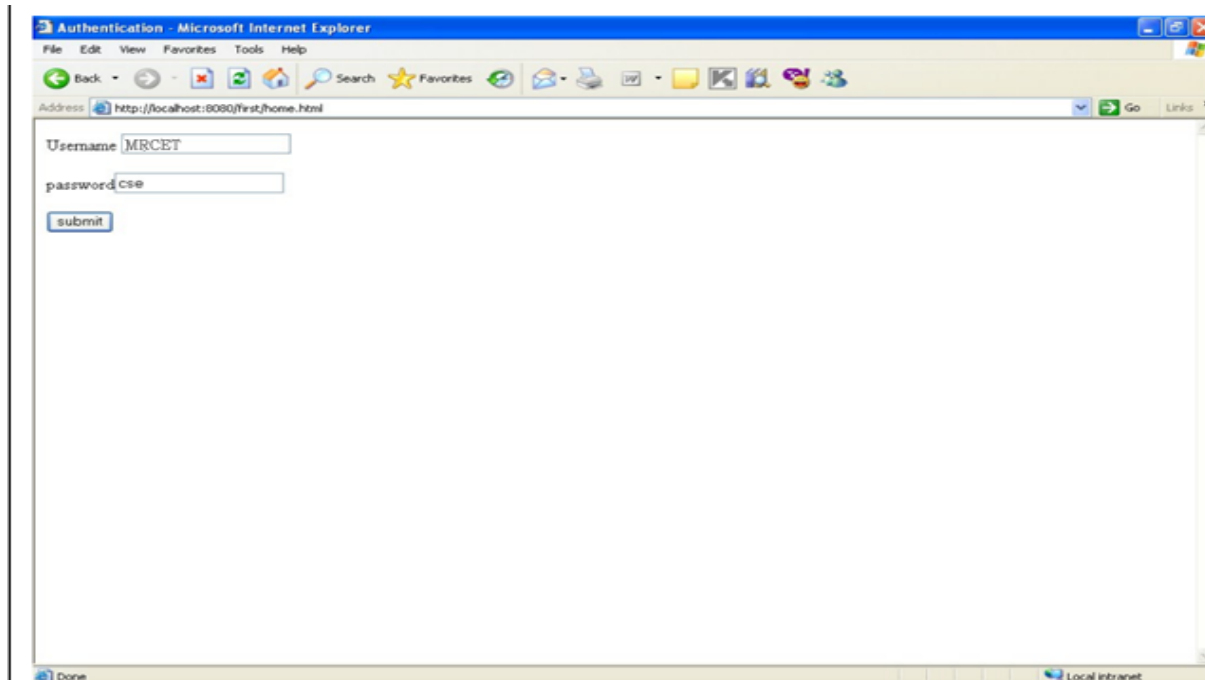 Authentication - Microsoft Internet Explorer
File Edit View Favorites Tools Help
Back Search Favorites
Address http://localhost:8080/first/home.html Go Links
Username MRCET
password cse
submit
Done Local intranet